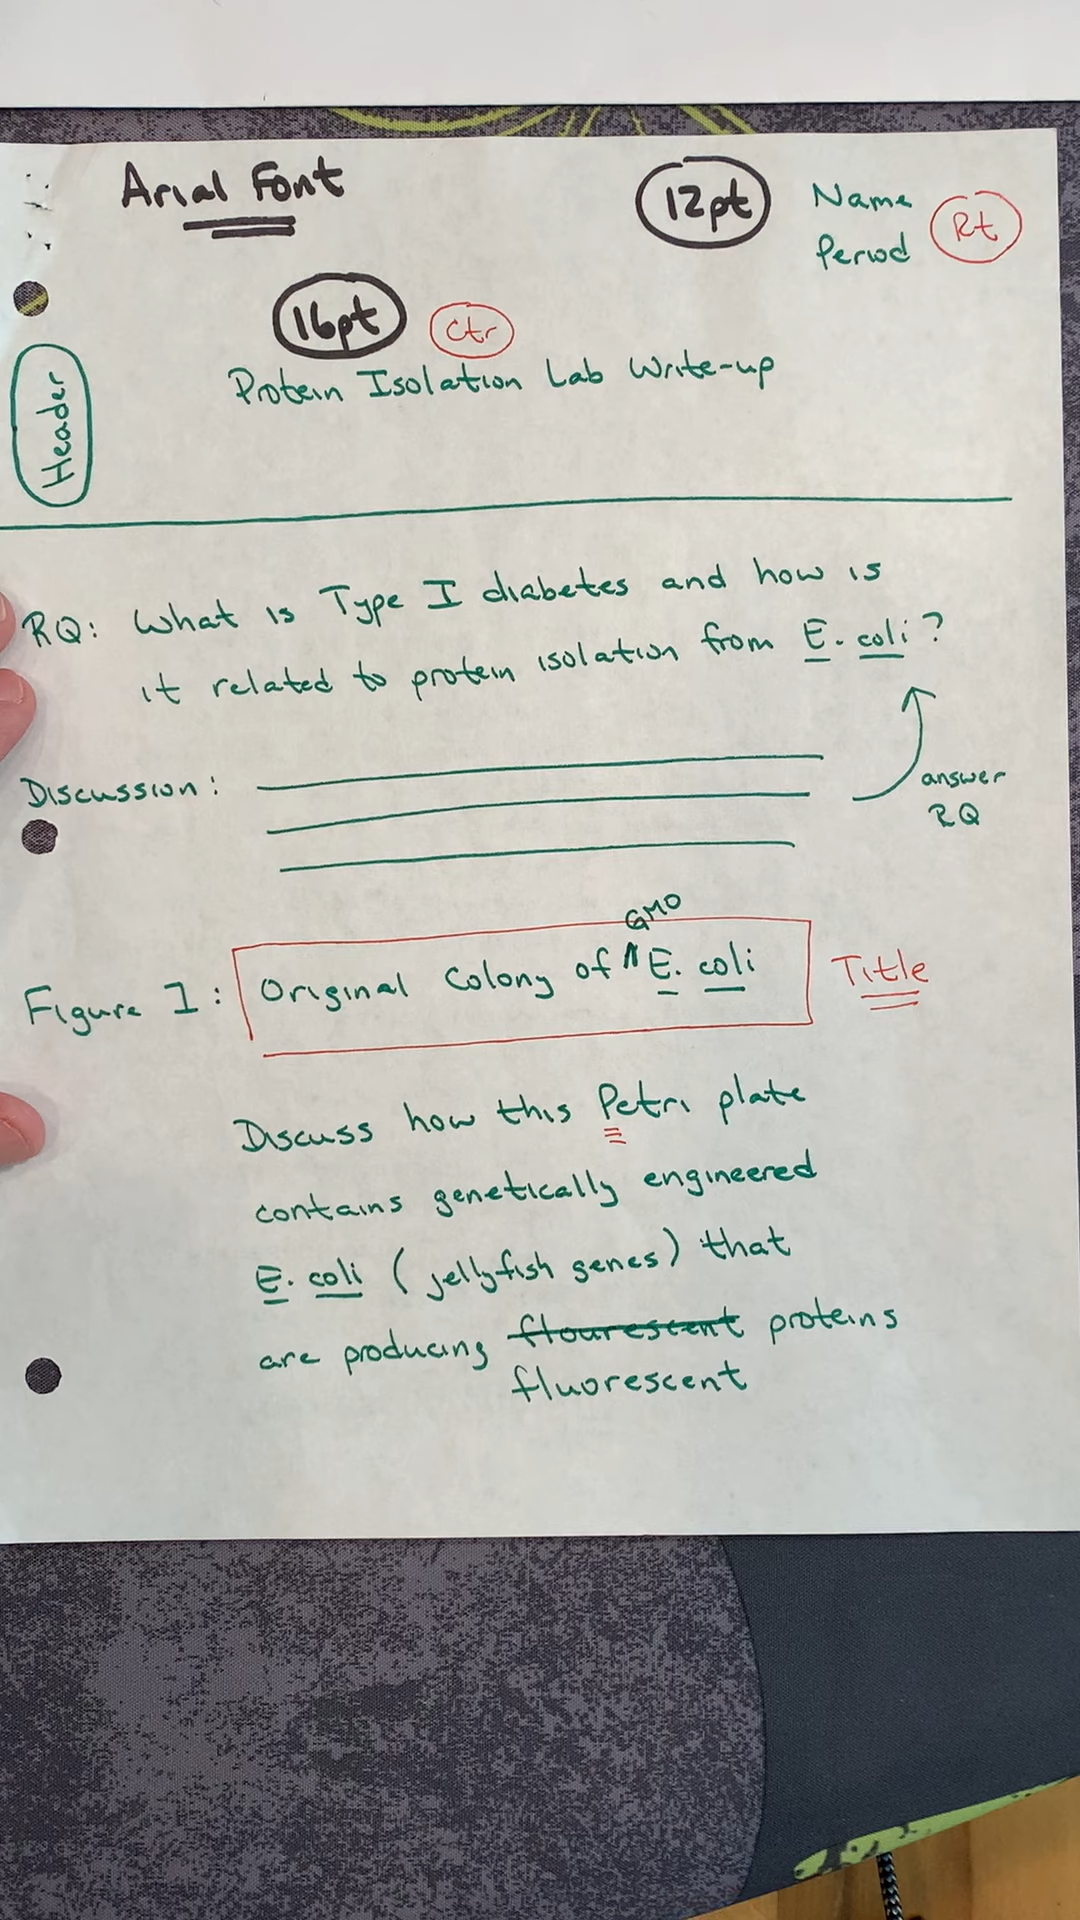 Arial Font
12pt
Name
Period
Rt
16pt
Ctr
Protein Isolation Lab Write-up
Header
RQ: What is Type I diabetes and how is
it related to protein isolation from E. coli?
Discussion:
answer
RQ
GMO
Figure 1: Original Colony of E. coli
Title
Discuss how this Petri plate
contains genetically engineered
E. coli (jellyfish genes) that
are producing flourescent proteins
fluorescent